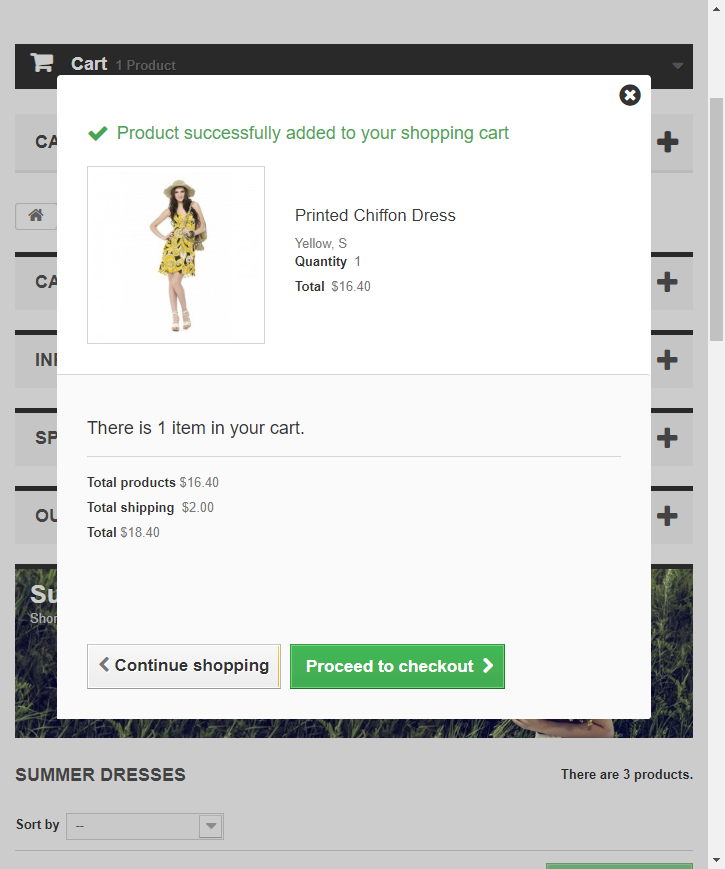 Cart 1 Product
Product successfully added to your shopping cart
CA
Printed Chiffon Dress
Yellow, S
Quantity 1
Total $16.40
CA
INF
SP
OU
There is 1 item in your cart.
Total products $16.40
Total shipping $2.00
Total $18.40
Su
Shor
Continue shopping
Proceed to checkout
SUMMER DRESSES
There are 3 products.
Sort by --